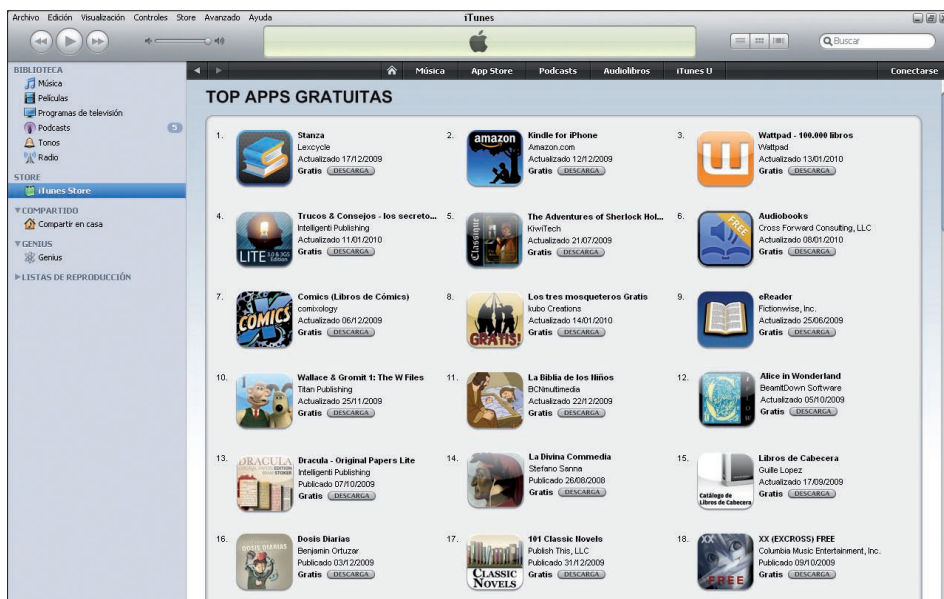 Archivo Edición Visualización Controles Store Avanzado Ayuda
iTunes
Buscar
BIBLIOTECA
Música
Películas
Programas de televisión
Podcasts 5
Tonos
Radio
STORE
iTunes Store
COMPARTIDO
Compartir en casa
GENIUS
Genius
LISTAS DE REPRODUCCIÓN
Música App Store Podcasts Audiolibros iTunes U Conectarse
TOP APPS GRATUITAS
1. Stanza
Lexcycle
Actualizado 17/12/2009
Gratis DESCARGA
2. amazon
Kindle for iPhone
Amazon.com
Actualizado 12/12/2009
Gratis DESCARGA
3. Wattpad - 100.000 libros
Wattpad
Actualizado 13/01/2010
Gratis DESCARGA
4. LITE 3.0 & 3GS Edition
Trucos & Consejos - los secreto...
Intelligenti Publishing
Actualizado 11/01/2010
Gratis DESCARGA
5. Classique
The Adventures of Sherlock Hol...
KiwiTech
Actualizado 21/07/2009
Gratis DESCARGA
6. FREE
Audiobooks
Cross Forward Consulting, LLC
Actualizado 08/01/2010
Gratis DESCARGA
7. COMICS
Comics (Libros de Cómics)
comixology
Actualizado 06/12/2009
Gratis DESCARGA
8. GRATIS!
Los tres mosqueteros Gratis
kubo Creations
Actualizado 14/01/2010
Gratis DESCARGA
9. eReader
Fictionwise, Inc.
Actualizado 25/06/2009
Gratis DESCARGA
10. 1
Wallace & Gromit 1: The W Files
Titan Publishing
Actualizado 25/11/2009
Gratis DESCARGA
11. La Biblia de los Niños
BCNmultimedia
Actualizado 22/12/2009
Gratis DESCARGA
12. Alice in Wonderland
BeamItDown Software
Actualizado 05/10/2009
Gratis DESCARGA
13. DRACULA
Dracula - Original Papers Lite
Intelligenti Publishing
Publicado 07/10/2009
Gratis DESCARGA
14. La Divina Commedia
Stefano Sanna
Publicado 26/08/2008
Gratis DESCARGA
15. Catálogo de
Libros de Cabecera
Libros de Cabecera
Guille Lopez
Actualizado 17/09/2009
Gratis DESCARGA
16. DOSIS DIARIAS
Dosis Diarias
Benjamin Ortuzar
Publicado 03/12/2009
Gratis DESCARGA
17. CLASSIC
NOVELS
101 Classic Novels
Publish This, LLC
Publicado 31/12/2009
Gratis DESCARGA
18. XX
FREE
XX (EXCROSS) FREE
Columbia Music Entertainment, Inc.
Publicado 09/10/2009
Gratis DESCARGA